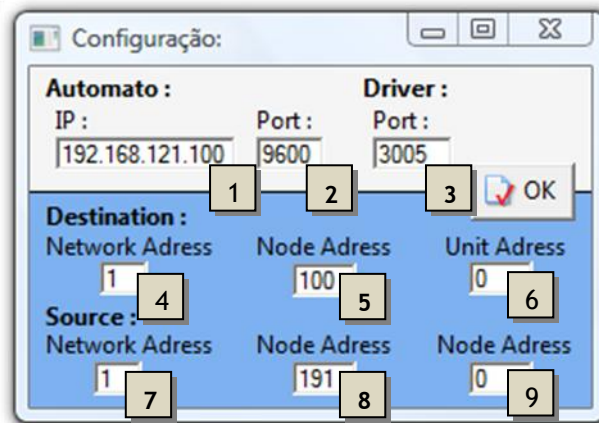 Configuração:
Automato : Driver :
IP : Port : Port :
192.168.121.100 9600 3005
1 2 3 OK
Destination :
Network Adress Node Adress Unit Adress
1 100 0
4 5 6
Source :
Network Adress Node Adress Node Adress
1 191 0
7 8 9